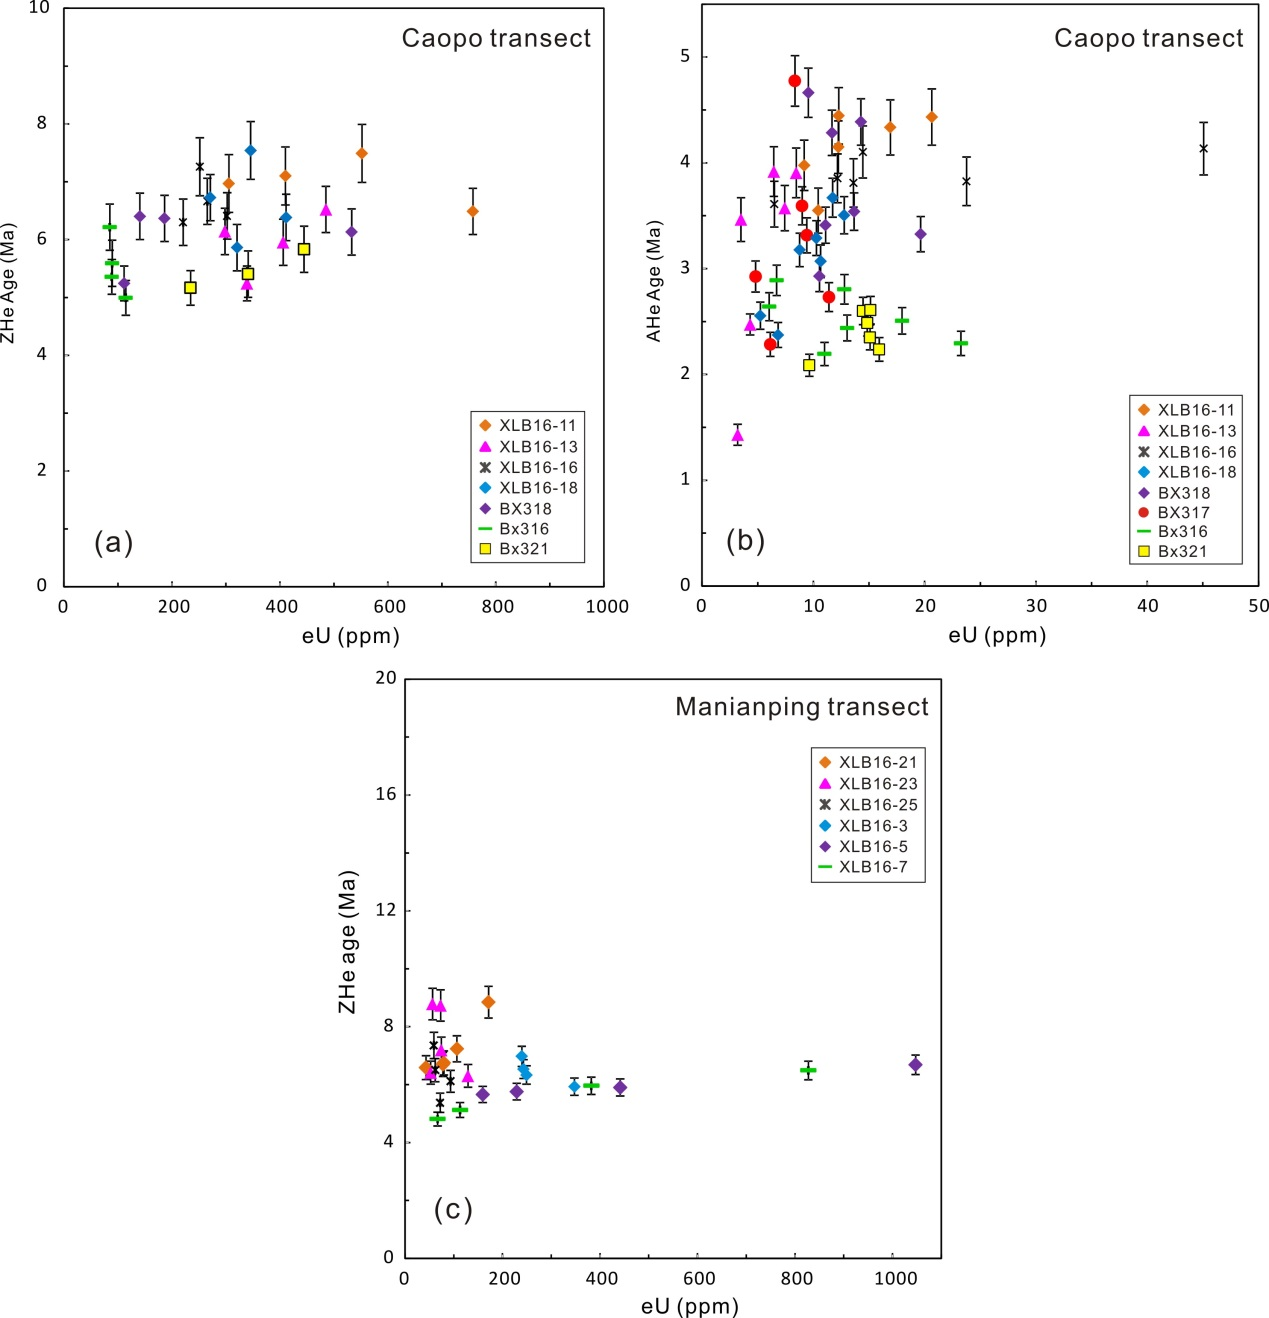 Caopo transect
ZHe Age (Ma)
10
8
6
4
2
0
XLB16-11
XLB16-13
XLB16-16
XLB16-18
BX318
Bx316
Bx321
(a)
0 200 400 600 800 1000
eU (ppm)
Caopo transect
AHe Age (Ma)
5
4
3
2
1
0
XLB16-11
XLB16-13
XLB16-16
XLB16-18
BX318
BX317
Bx316
Bx321
(b)
0 10 20 30 40 50
eU (ppm)
Manianping transect
ZHe age (Ma)
20
16
12
8
4
0
XLB16-21
XLB16-23
XLB16-25
XLB16-3
XLB16-5
XLB16-7
(c)
0 200 400 600 800 1000
eU (ppm)